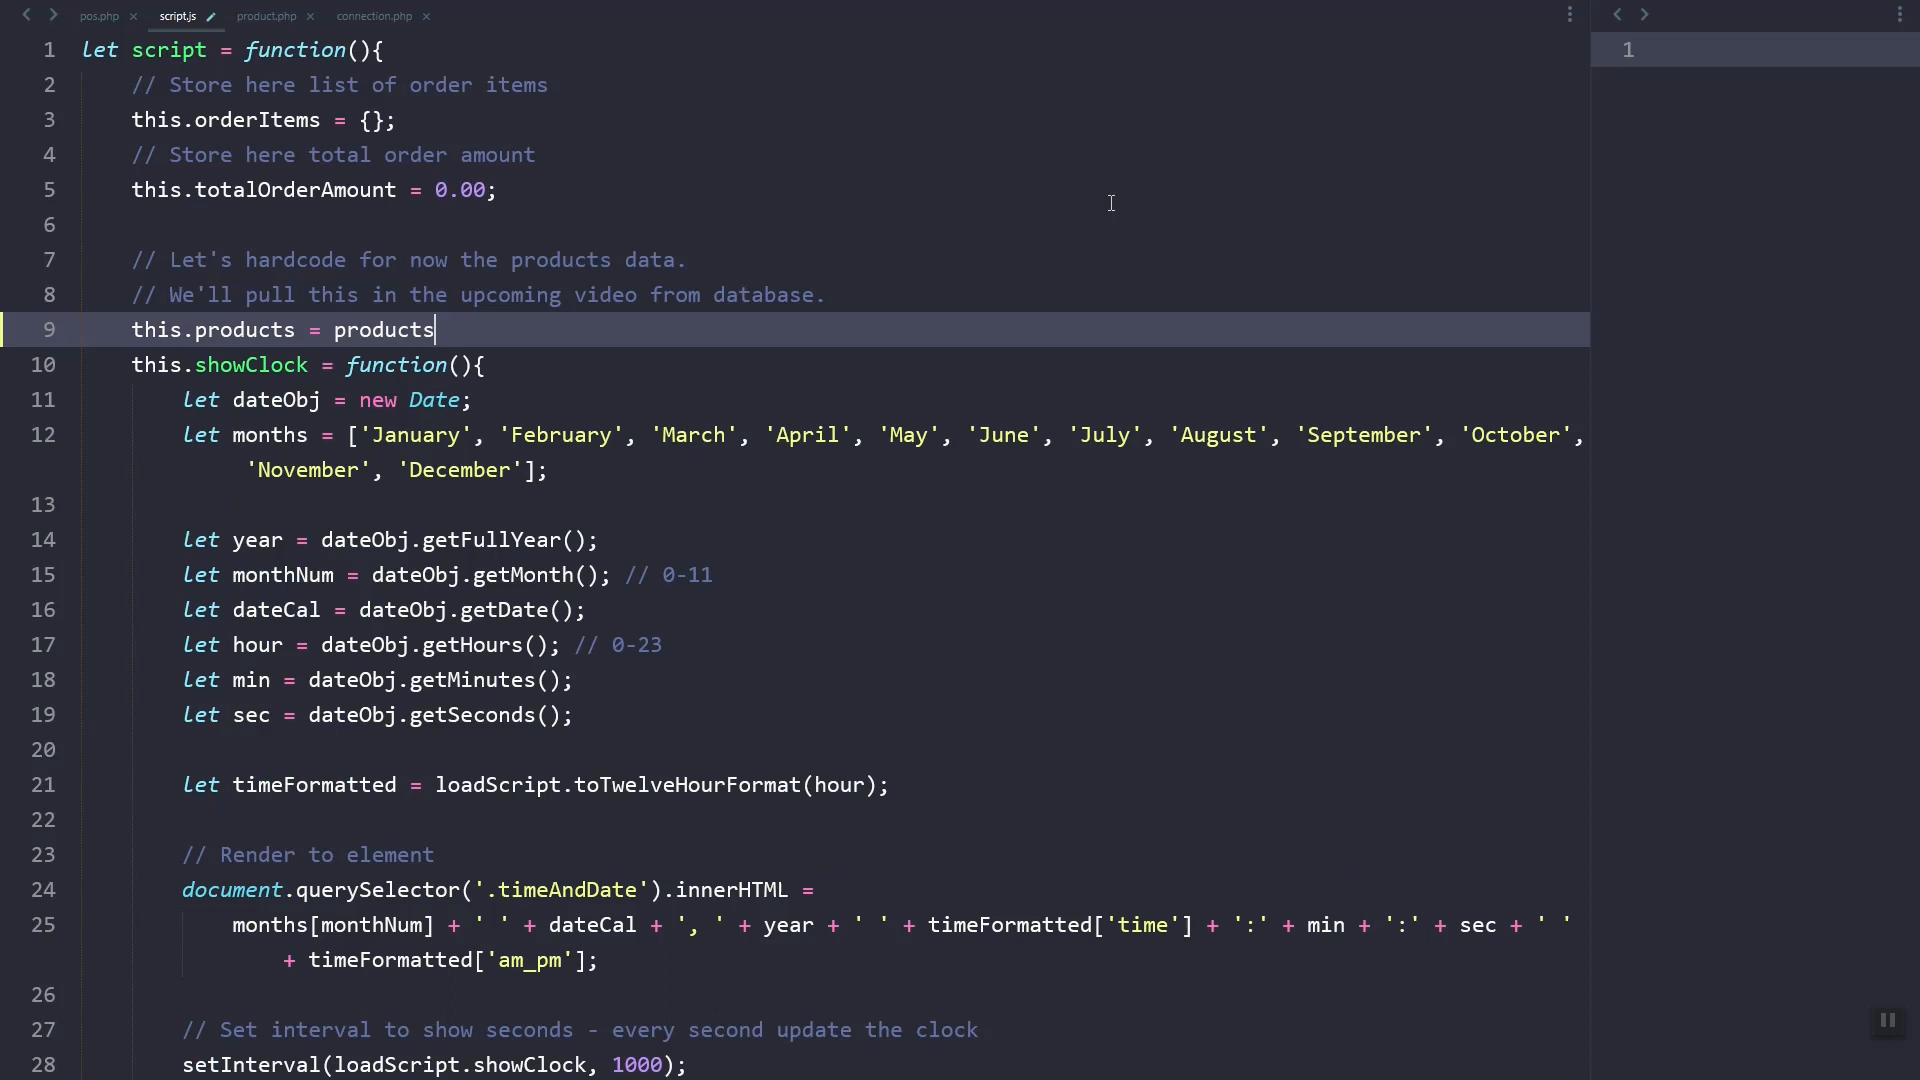 pos.php × script.js product.php × connection.php ×
1 let script = function(){
2 // Store here list of order items
3 this.orderItems = {};
4 // Store here total order amount
5 this.totalOrderAmount = 0.00;
6
7 // Let's hardcode for now the products data.
8 // We'll pull this in the upcoming video from database.
9 this.products = products
10 this.showClock = function(){
11 let dateObj = new Date;
12 let months = ['January', 'February', 'March', 'April', 'May', 'June', 'July', 'August', 'September', 'October',
'November', 'December'];
13
14 let year = dateObj.getFullYear();
15 let monthNum = dateObj.getMonth(); // 0-11
16 let dateCal = dateObj.getDate();
17 let hour = dateObj.getHours(); // 0-23
18 let min = dateObj.getMinutes();
19 let sec = dateObj.getSeconds();
20
21 let timeFormatted = loadScript.toTwelveHourFormat(hour);
22
23 // Render to element
24 document.querySelector('.timeAndDate').innerHTML =
25 months[monthNum] + ' ' + dateCal + ', ' + year + ' ' + timeFormatted['time'] + ':' + min + ':' + sec + ' '
+ timeFormatted['am_pm'];
26
27 // Set interval to show seconds - every second update the clock
28 setInterval(loadScript.showClock, 1000);
1